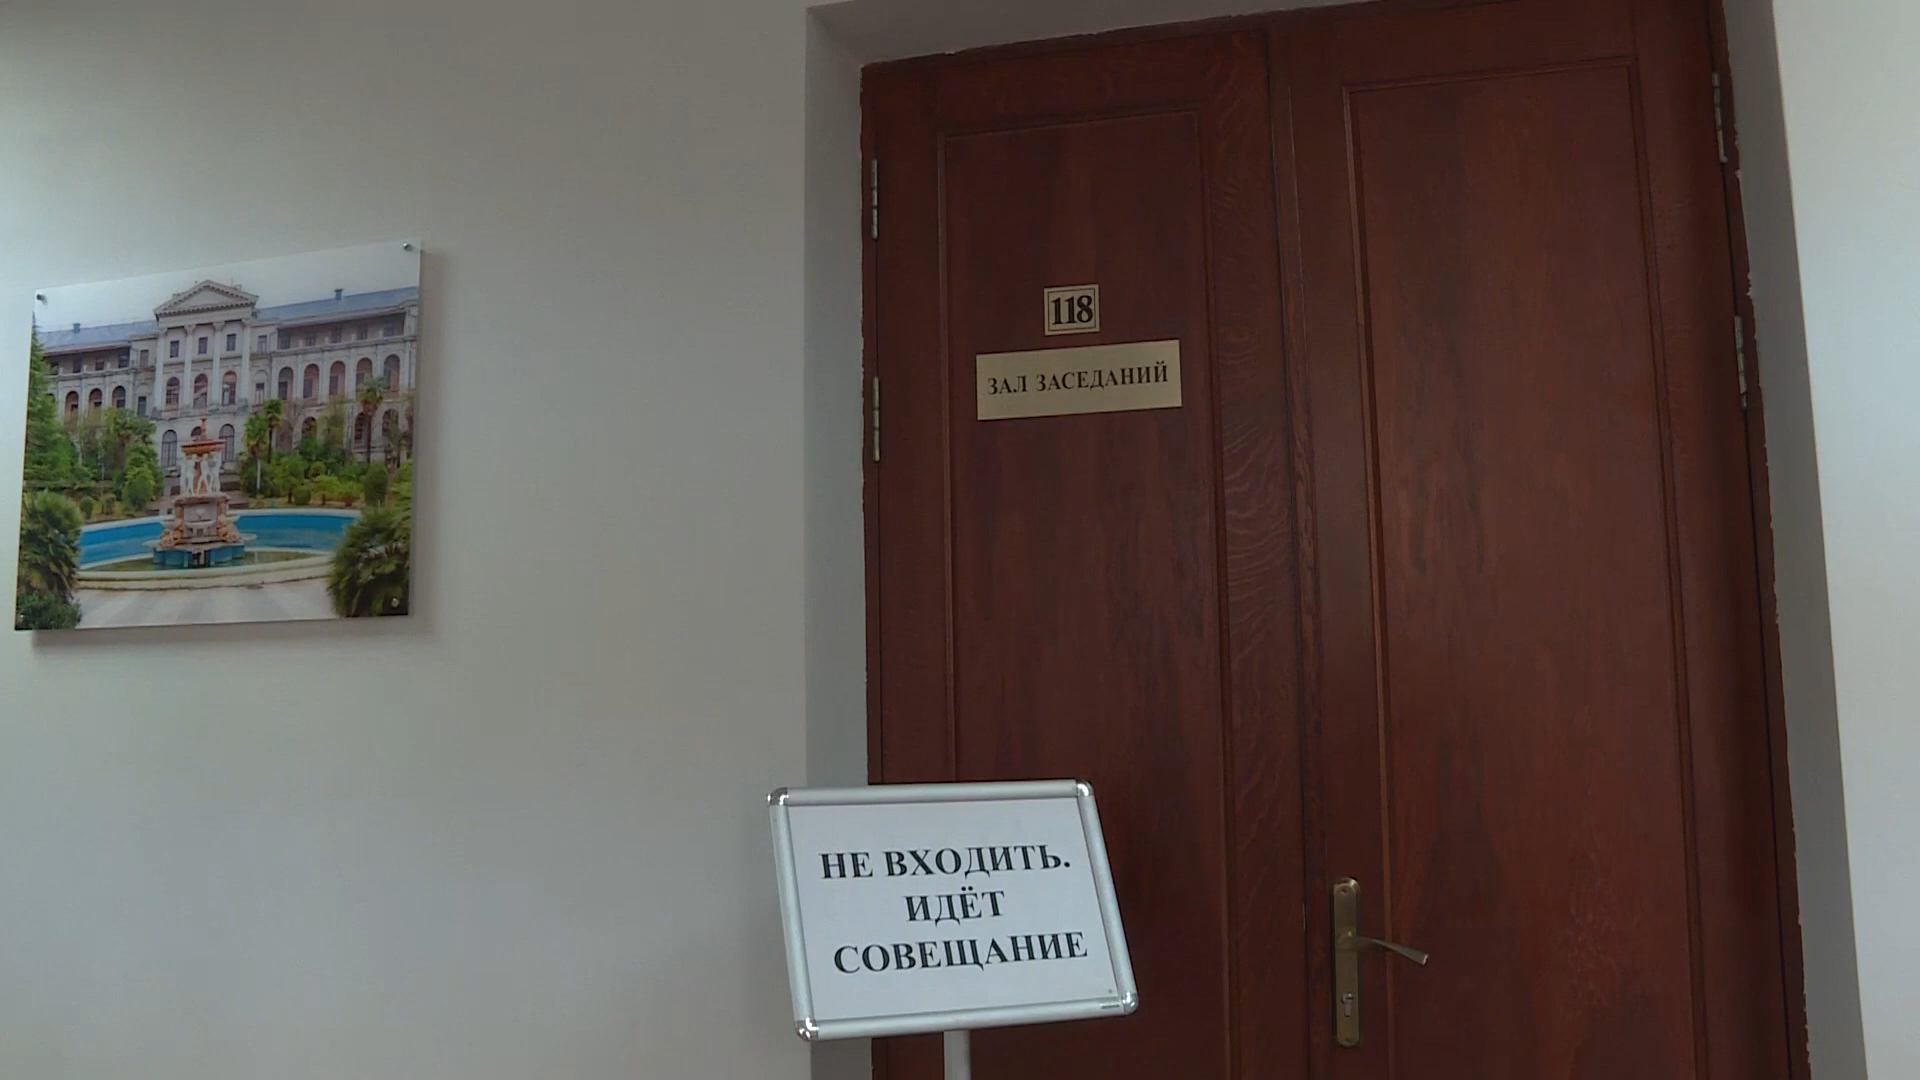 118
ЗАЛ ЗАСЕДАНИЙ
НЕ ВХОДИТЬ.
ИДЁТ
СОВЕЩАНИЕ